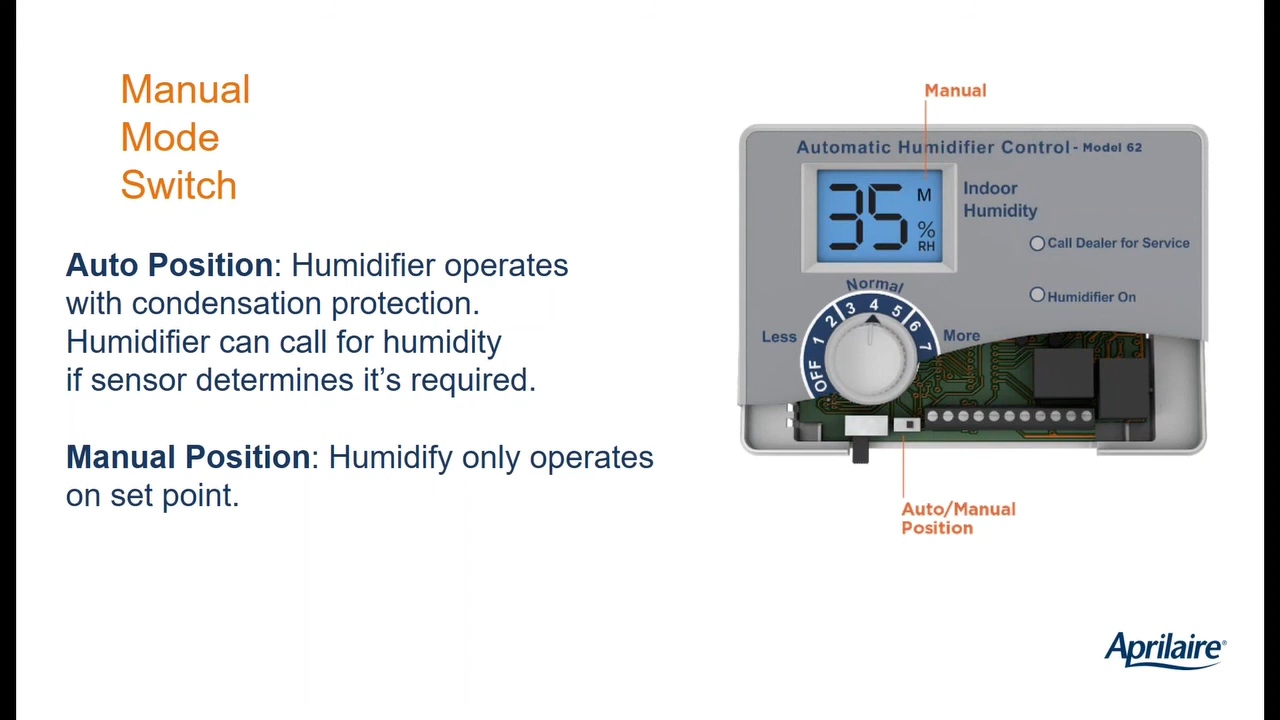 Manual
Mode
Switch
Auto Position: Humidifier operates
with condensation protection.
Humidifier can call for humidity
if sensor determines it’s required.
Manual Position: Humidify only operates
on set point.
Manual
Automatic Humidifier Control - Model 62
35 M
% RH
Indoor
Humidity
Call Dealer for Service
Humidifier On
Normal
Less
More
OFF 1 2 3 4 5 6 7
Auto/Manual
Position
Aprilaire®